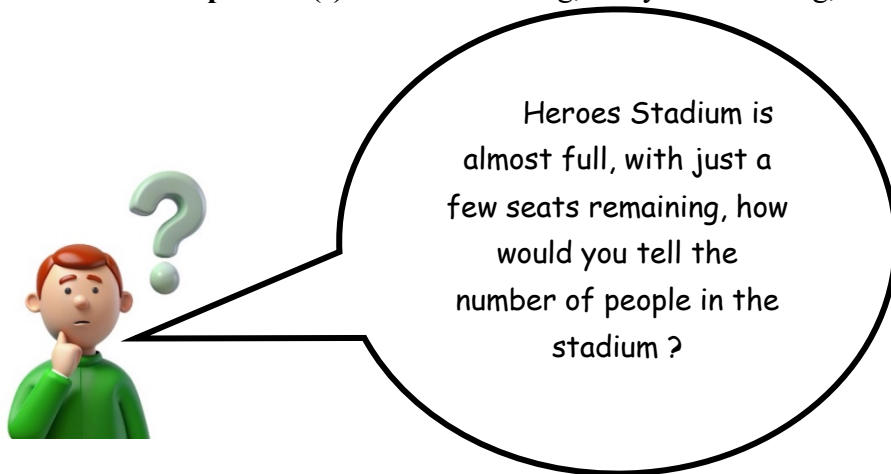 Heroes Stadium is
almost full, with just a
few seats remaining, how
would you tell the
number of people in the
stadium ?